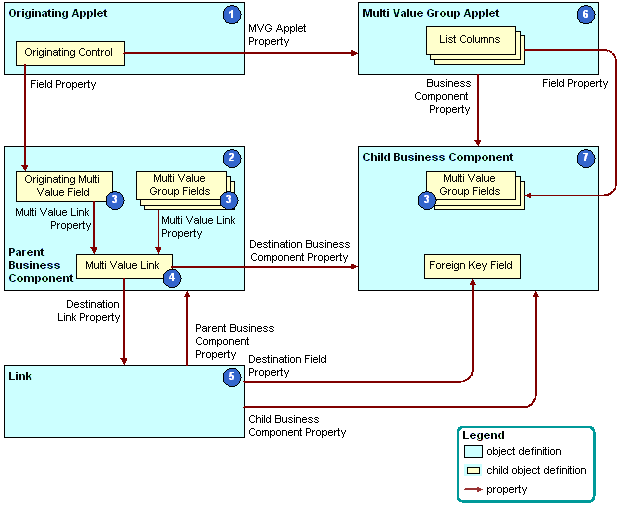 Originating Applet
1
Originating Control
MVG Applet
Property
Multi Value Group Applet
6
List Columns
Field Property
Business
Component
Property
Field Property
2
Originating Multi
Value Field
3
Multi Value
Group Fields
3
Multi Value Link
Property
Multi Value Link
Property
Parent
Business
Component
Multi Value Link
4
Destination Business
Component Property
Child Business Component
7
Multi Value
Group Fields
3
Foreign Key Field
Destination
Link Property
Parent Business
Component
Property
Destination Field
Property
Link
5
Child Business
Component Property
Legend
object definition
child object definition
property